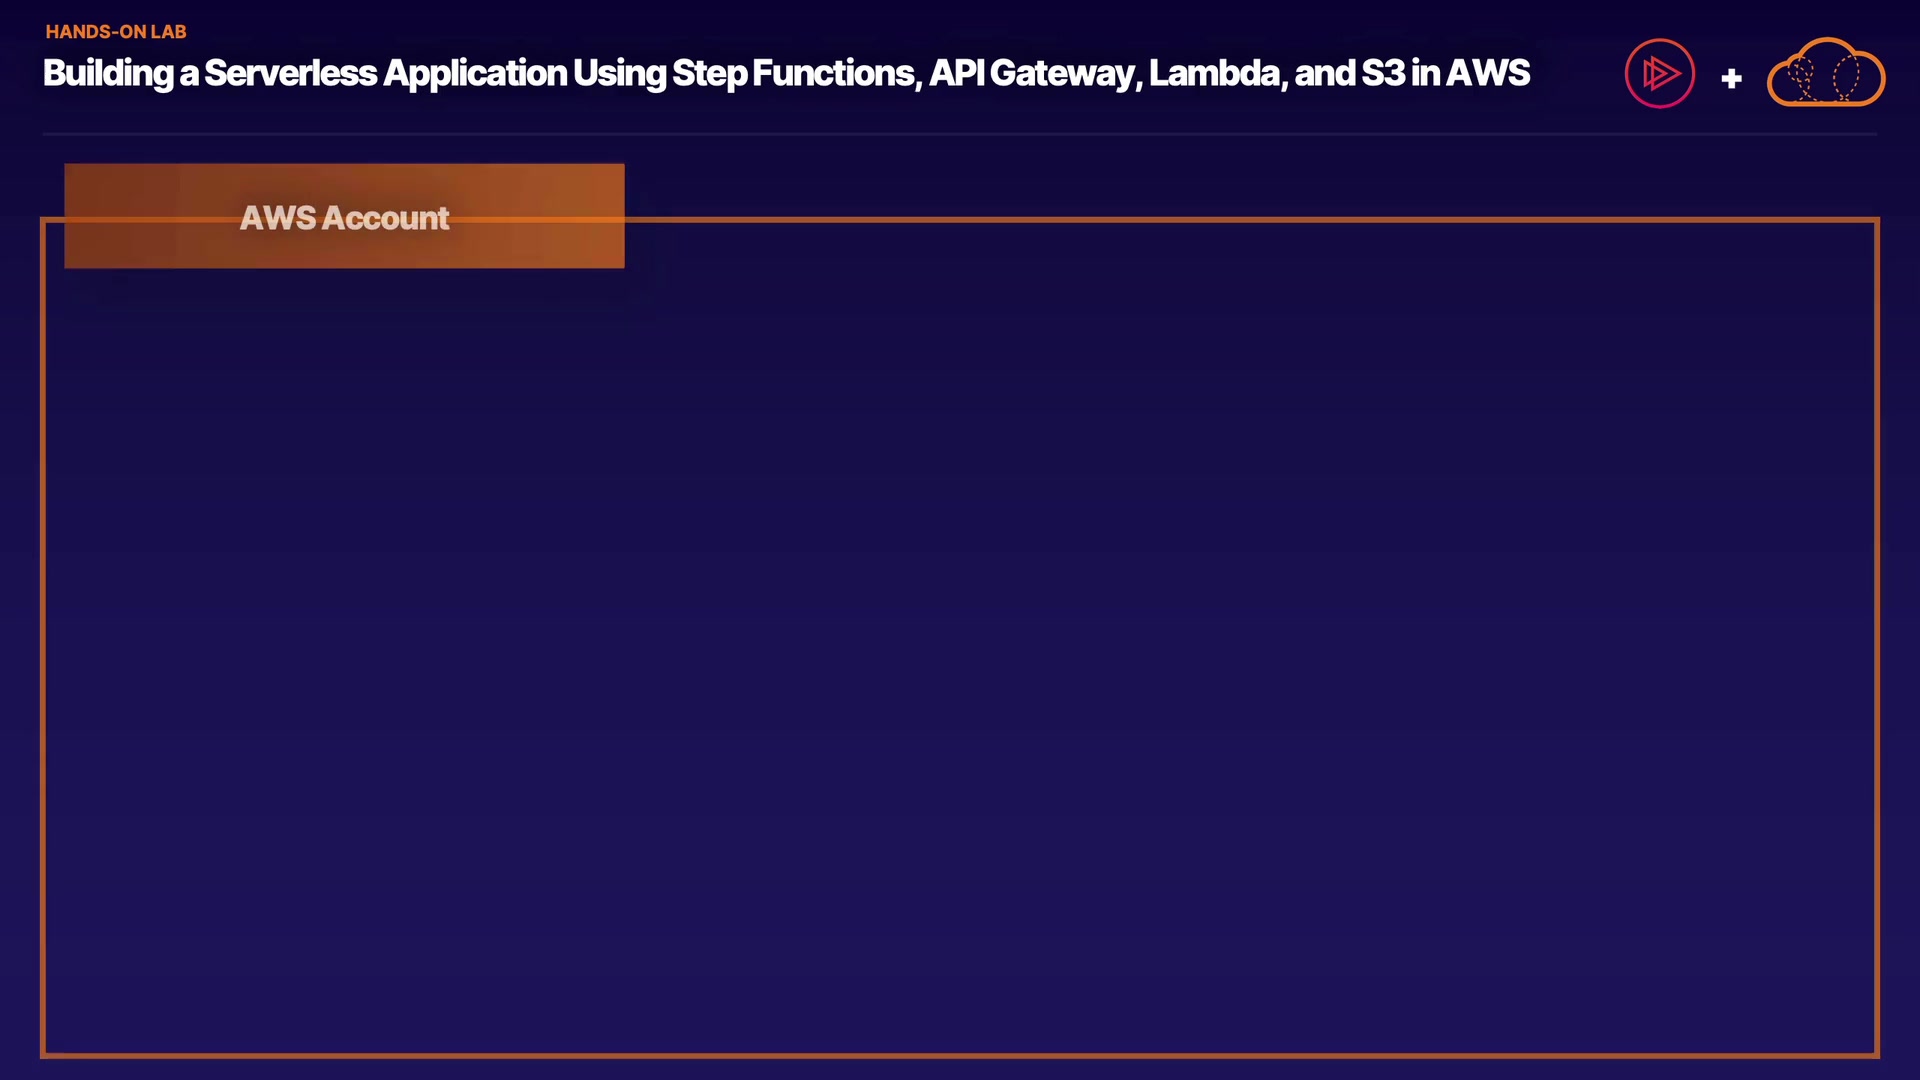 HANDS-ON LAB
Building a Serverless Application Using Step Functions, API Gateway, Lambda, and S3 in AWS
+
AWS Account